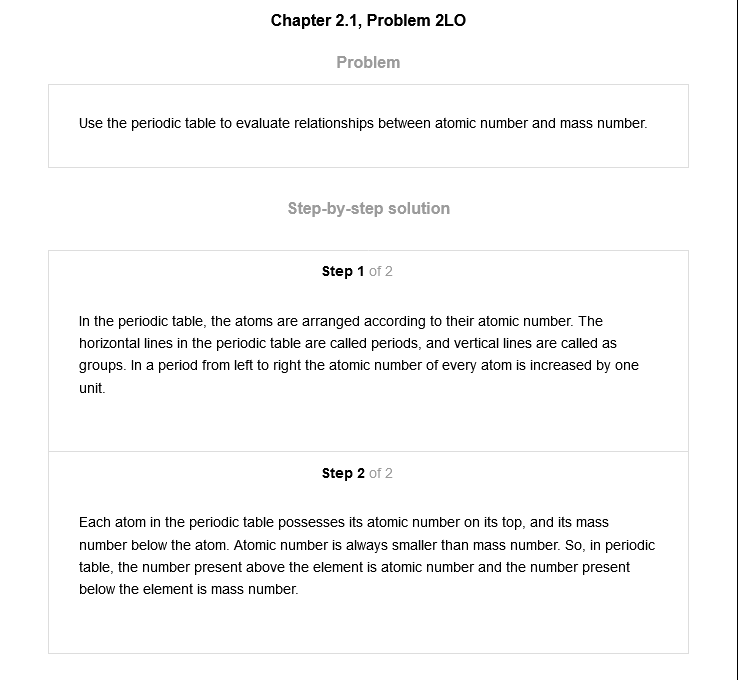 Chapter 2.1, Problem 2LO
Problem
Use the periodic table to evaluate relationships between atomic number and mass number.
Step-by-step solution
Step 1 of 2
In the periodic table, the atoms are arranged according to their atomic number. The
horizontal lines in the periodic table are called periods, and vertical lines are called as
groups. In a period from left to right the atomic number of every atom is increased by one
unit.
Step 2 of 2
Each atom in the periodic table possesses its atomic number on its top, and its mass
number below the atom. Atomic number is always smaller than mass number. So, in periodic
table, the number present above the element is atomic number and the number present
below the element is mass number.